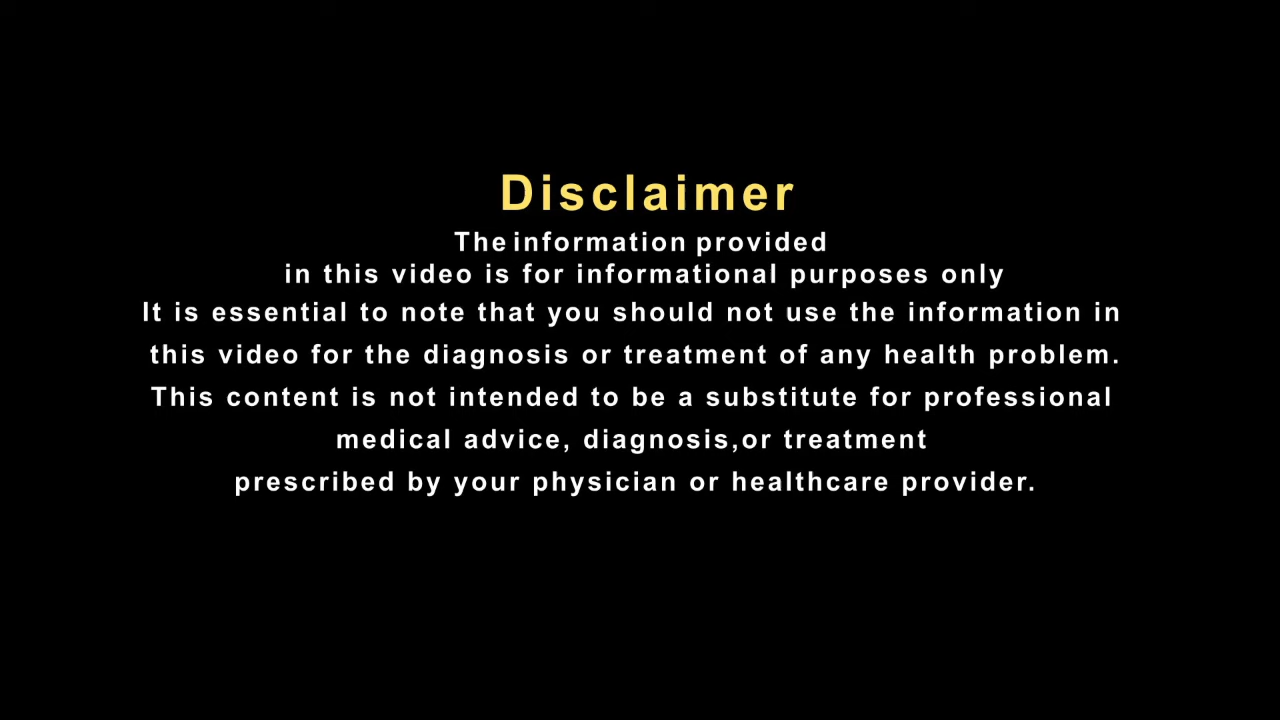 Disclaimer
The information provided
in this video is for informational purposes only
It is essential to note that you should not use the information in
this video for the diagnosis or treatment of any health problem.
This content is not intended to be a substitute for professional
medical advice, diagnosis,or treatment
prescribed by your physician or healthcare provider.